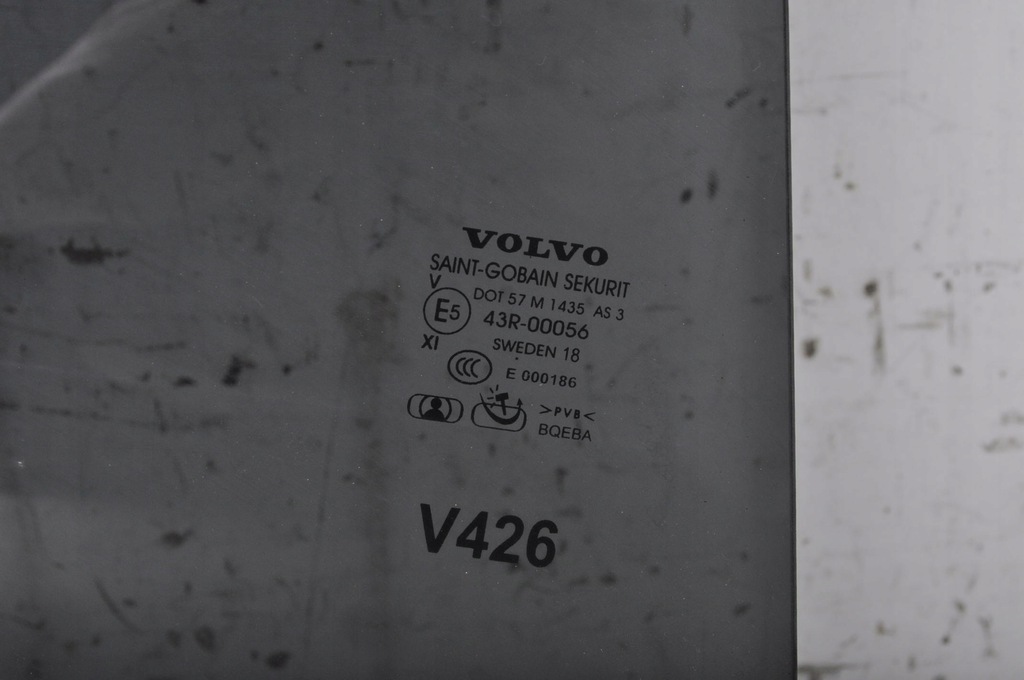 VOLVO
SAINT-GOBAIN SEKURIT
V
DOT 57 M 1435 AS 3
E5
43R-00056
XI
SWEDEN 18
CCC
E 000186
>PVB<
BQEBA
V426